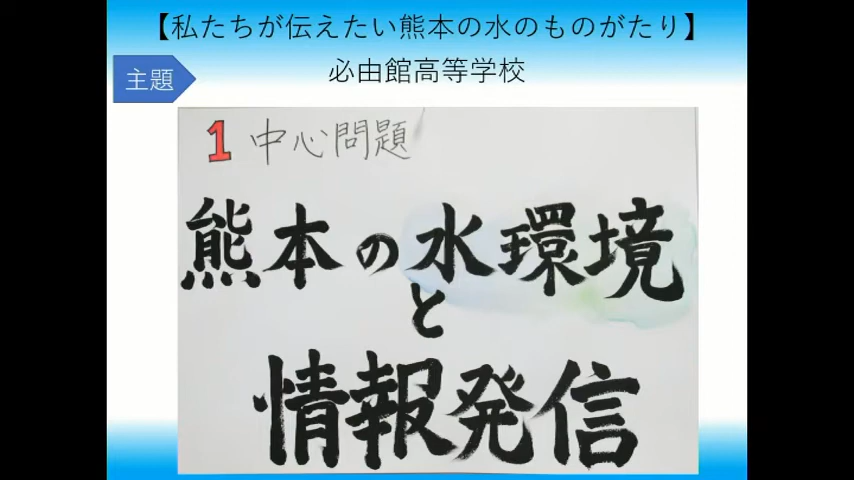 【私たちが伝えたい熊本の水のものがたり】
主題
必由館高等学校
1 中心問題
熊本の水環境
と
情報発信